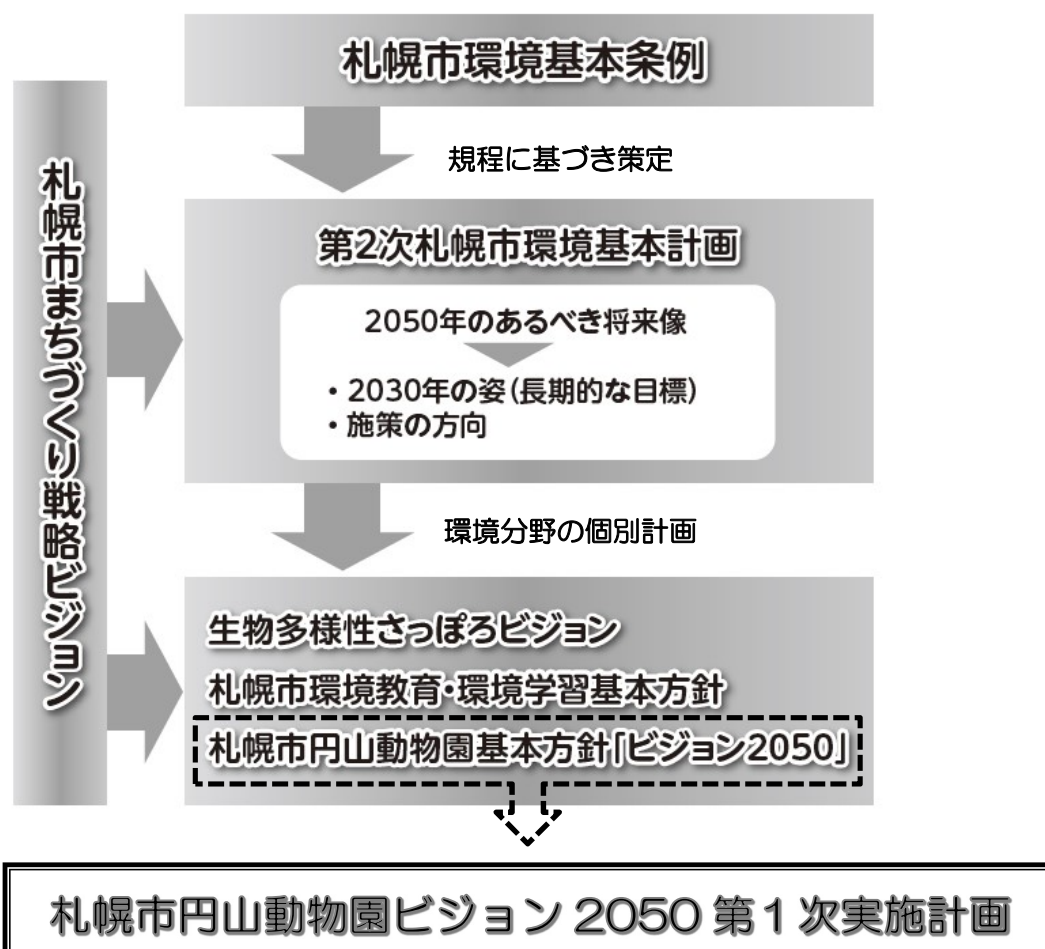 札幌市環境基本条例
規程に基づき策定
札幌市まちづくり戦略ビジョン
第2次札幌市環境基本計画
2050年のあるべき将来像
・2030年の姿(長期的な目標)
・施策の方向
環境分野の個別計画
生物多様性さっぽろビジョン
札幌市環境教育・環境学習基本方針
札幌市円山動物園基本方針「ビジョン2050」
札幌市円山動物園ビジョン 2050 第1次実施計画